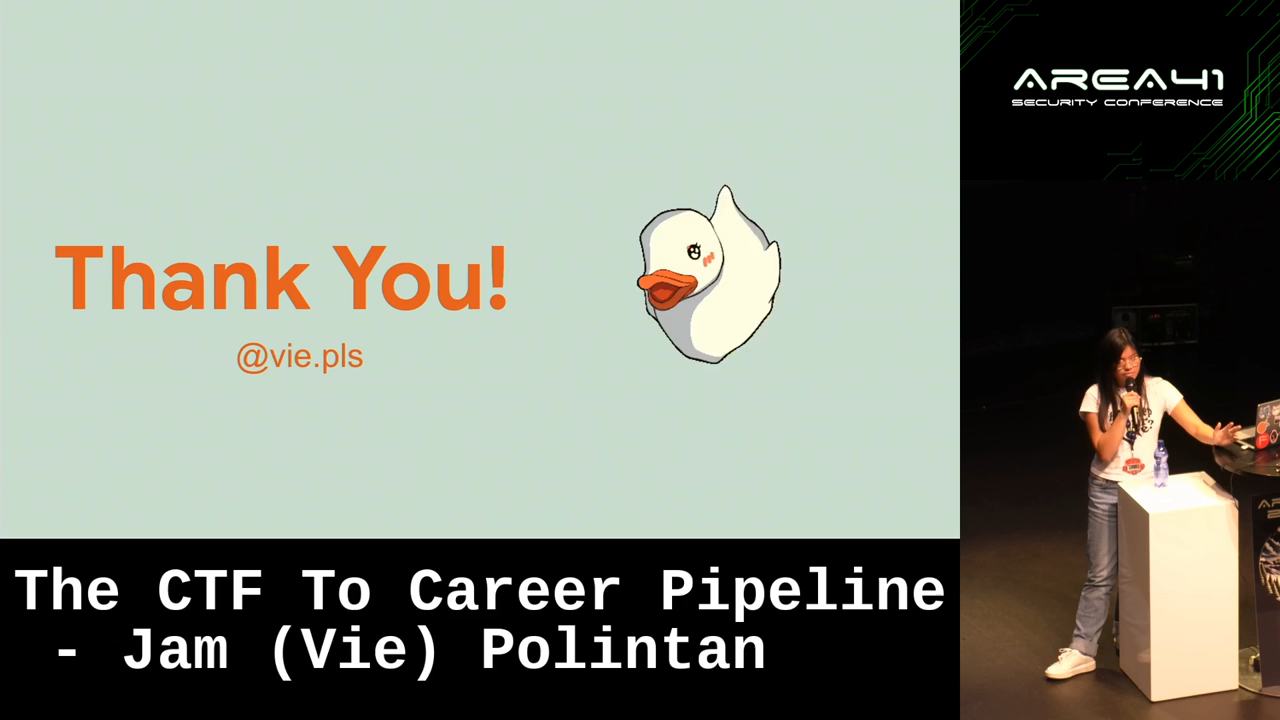 Thank You!
@vie.pls
AREA41
SECURITY CONFERENCE
The CTF To Career Pipeline
- Jam (Vie) Polintan